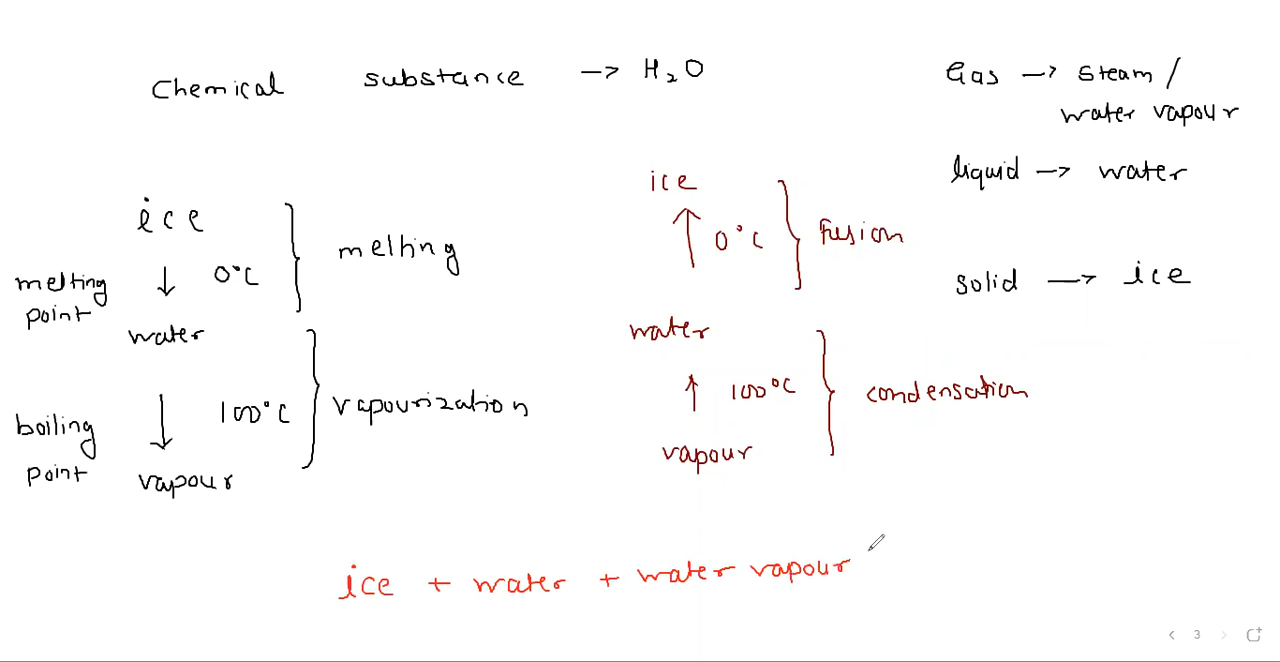 Chemical substance → H₂O
Gas → steam /
water vapour
liquid → water
solid → ice
ice
↓ 0°C } melting
melting
point
water
↓ 100°C } vapourization
boiling
point
vapour
ice
↑ 0°C } Fusion
water
↑ 100°C } condensation
vapour
ice + water + water vapour
3